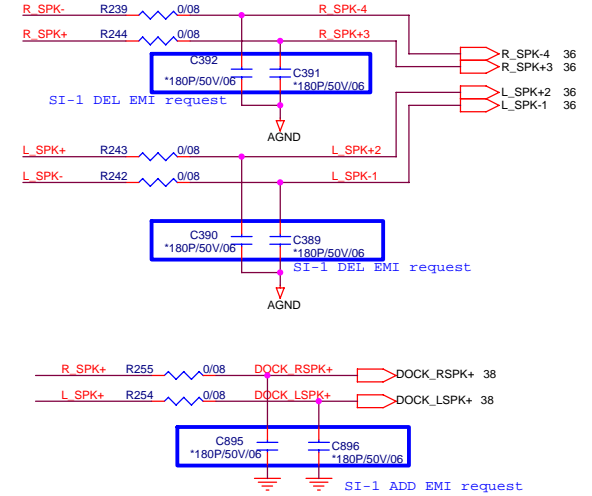 R_SPK- R239 0/08 R_SPK-4
R_SPK+ R244 0/08 R_SPK+3
R_SPK-4 36
C392
C391
R_SPK+3 36
*180P/50V/06
*180P/50V/06
L_SPK+2 36
SI-1 DEL EMI request
L_SPK-1 36
AGND
L_SPK+ R243 0/08 L_SPK+2
L_SPK- R242 0/08 L_SPK-1
C390
C389
*180P/50V/06
*180P/50V/06
SI-1 DEL EMI request
AGND
R_SPK+ R255 0/08 DOCK_RSPK+ DOCK_RSPK+ 38
L_SPK+ R254 0/08 DOCK_LSPK+ DOCK_LSPK+ 38
C895
C896
*180P/50V/06
*180P/50V/06
SI-1 ADD EMI request